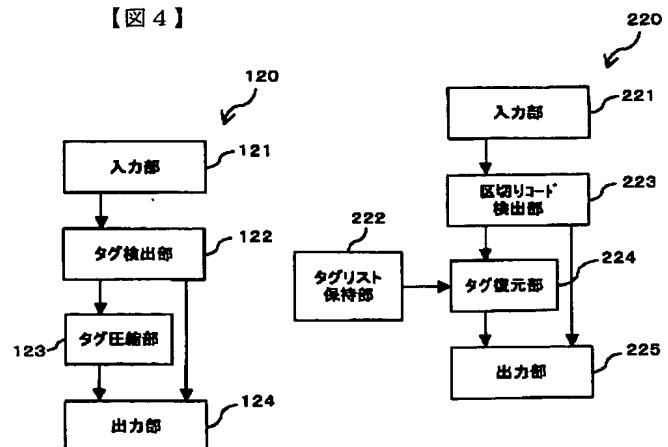 【図4】
120
入力部
121
タグ検出部
122
123
タグ圧縮部
出力部
124
220
入力部
221
区切りコード
検出部
223
222
タグリスト
保持部
タグ復元部
224
出力部
225